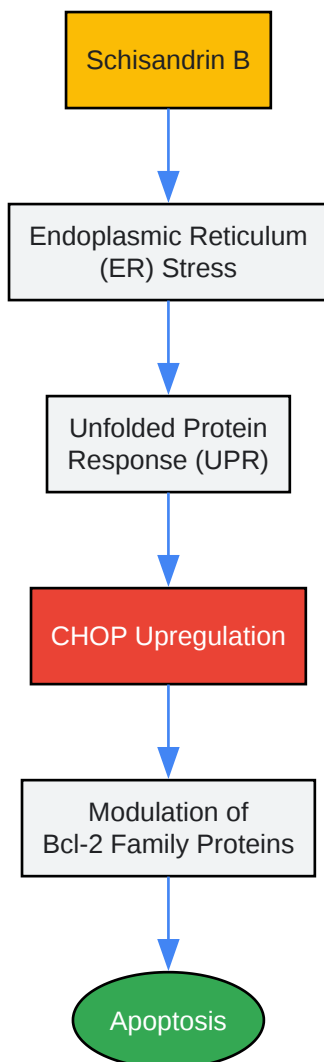 Schisandrin B
Endoplasmic Reticulum
(ER) Stress
Unfolded Protein
Response (UPR)
CHOP Upregulation
Modulation of
Bcl-2 Family Proteins
Apoptosis